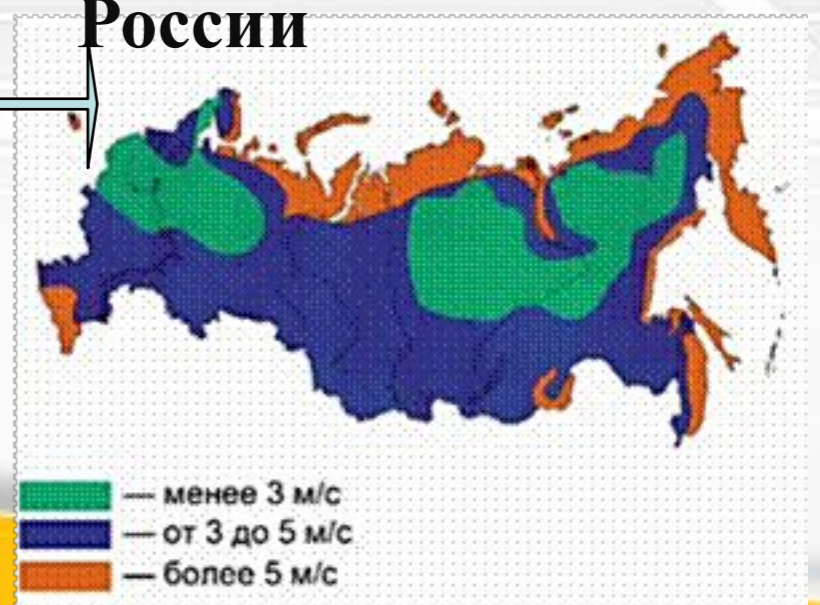 России
— менее 3 м/с
— от 3 до 5 м/с
— более 5 м/с